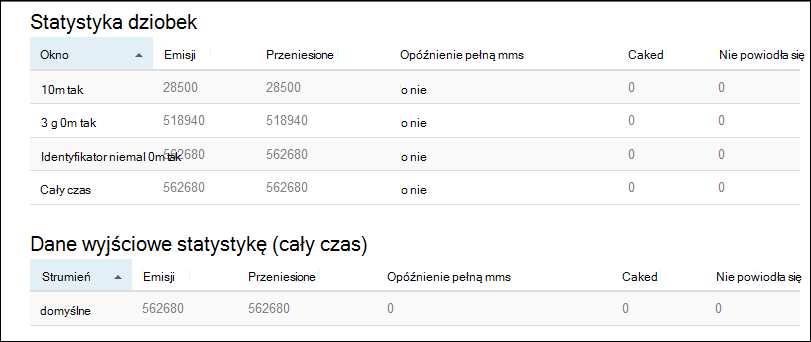 Statystyka dziobek
Okno Emisji Przeniesione Opóźnienie pełną mms Caked Nie powiodła się
10m tak 28500 28500 o nie 0 0
3 g 0m tak 518940 518940 o nie 0 0
Identyfikator niemal 0m tak 562680 562680 o nie 0 0
Cały czas 562680 562680 o nie 0 0
Dane wyjściowe statystykę (cały czas)
Strumień Emisji Przeniesione Opóźnienie pełną mms Caked Nie powiodła się
domyślne 562680 562680 0 0 0